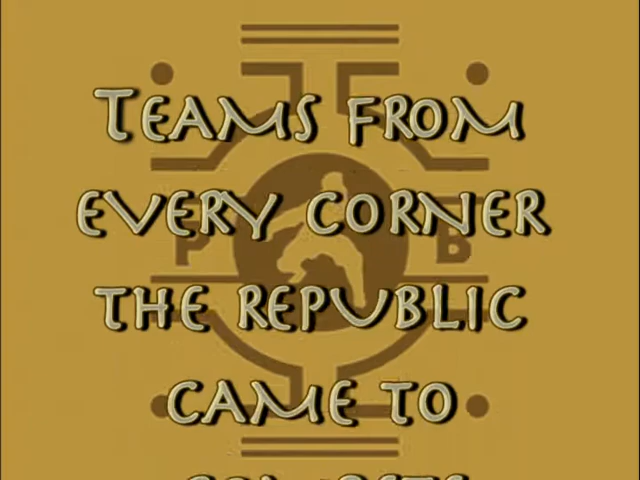 TEAMS FROM
EVERY CORNER
THE REPUBLIC
CAME TO
P B